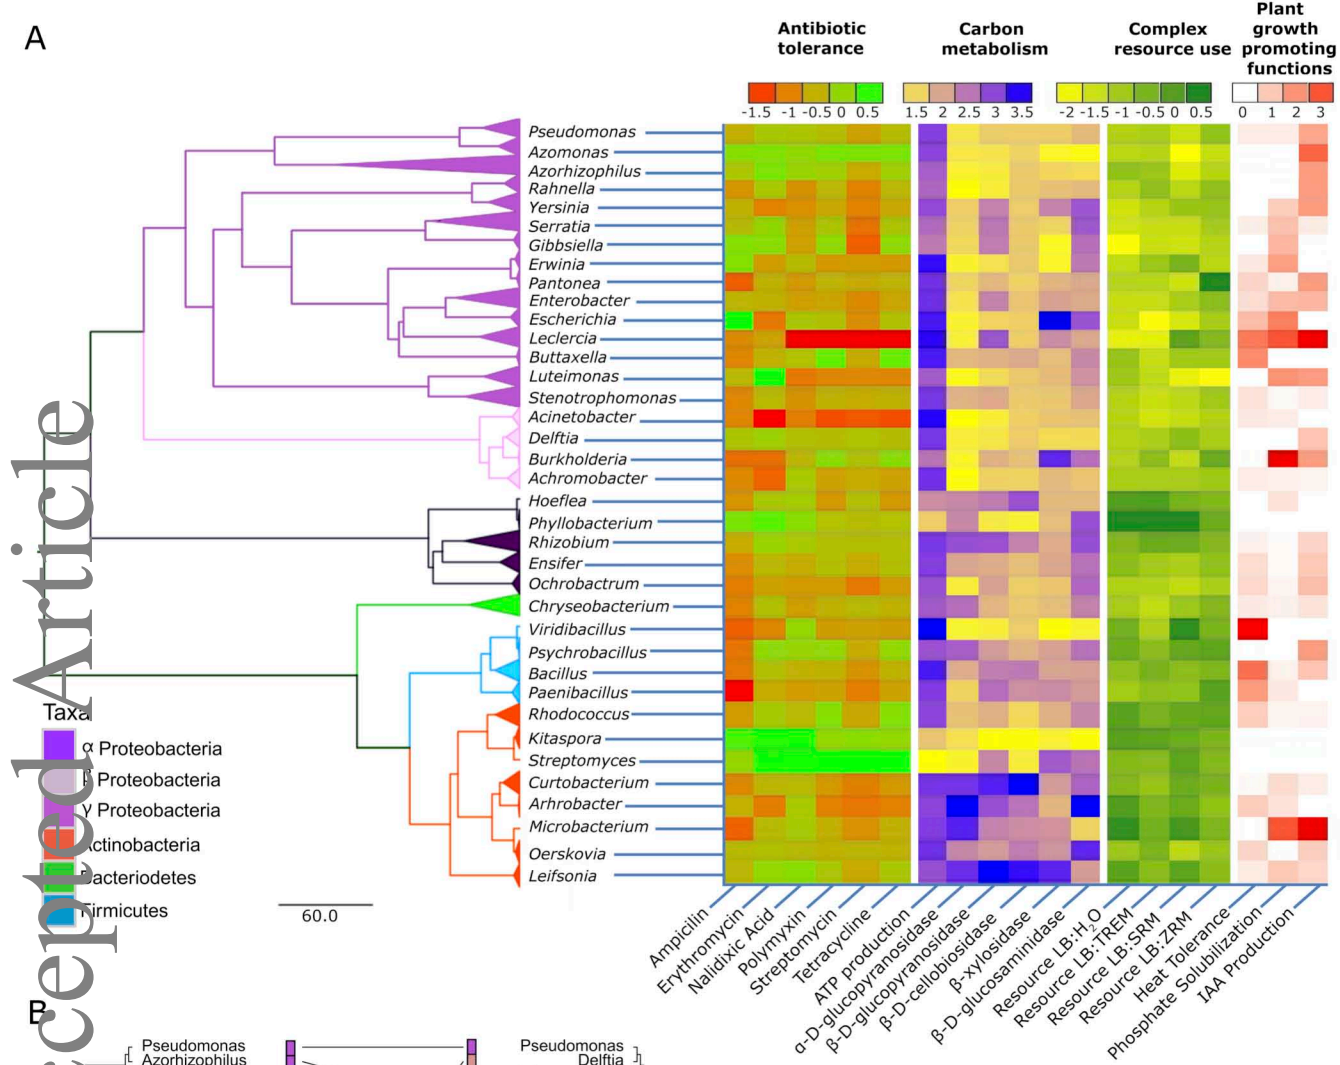 A
Antibiotic
tolerance
Carbon
metabolism
Complex
resource use
Plant
growth
promoting
functions
-1.5 -1 -0.5 0 0.5
1.5 2 2.5 3 3.5
-2 -1.5 -1 -0.5 0 0.5
0 1 2 3
Pseudomonas
Azomonas
Azorhizophilus
Rahnella
Yersinia
Serratia
Gibbsiella
Erwinia
Pantonea
Enterobacter
Escherichia
Leclercia
Buttaxella
Luteimonas
Stenotrophomonas
Acinetobacter
Delftia
Burkholderia
Achromobacter
Hoeflea
Phyllobacterium
Rhizobium
Ensifer
Ochrobactrum
Chryseobacterium
Viridibacillus
Psychrobacillus
Bacillus
Paenibacillus
Rhodococcus
Kitaspora
Streptomyces
Curtobacterium
Arhrobacter
Microbacterium
Oerskovia
Leifsonia
Taxa
α Proteobacteria
β Proteobacteria
γ Proteobacteria
Actinobacteria
Bacteriodetes
Firmicutes
60.0
Ampicillin
Erythromycin
Nalidixic Acid
Polymyxin
Streptomycin
Tetracycline
ATP production
α-D-glucopyranosidase
β-D-glucopyranosidase
β-D-cellobiosidase
β-xylosidase
β-D-glucosaminidase
Resource LB:H₂O
Resource LB:TREM
Resource LB:SRM
Resource LB:ZRM
Heat Tolerance
Phosphate Solubilization
IAA Production
ccepted Article
B
Pseudomonas Pseudomonas
Azorhizophilus Delftia